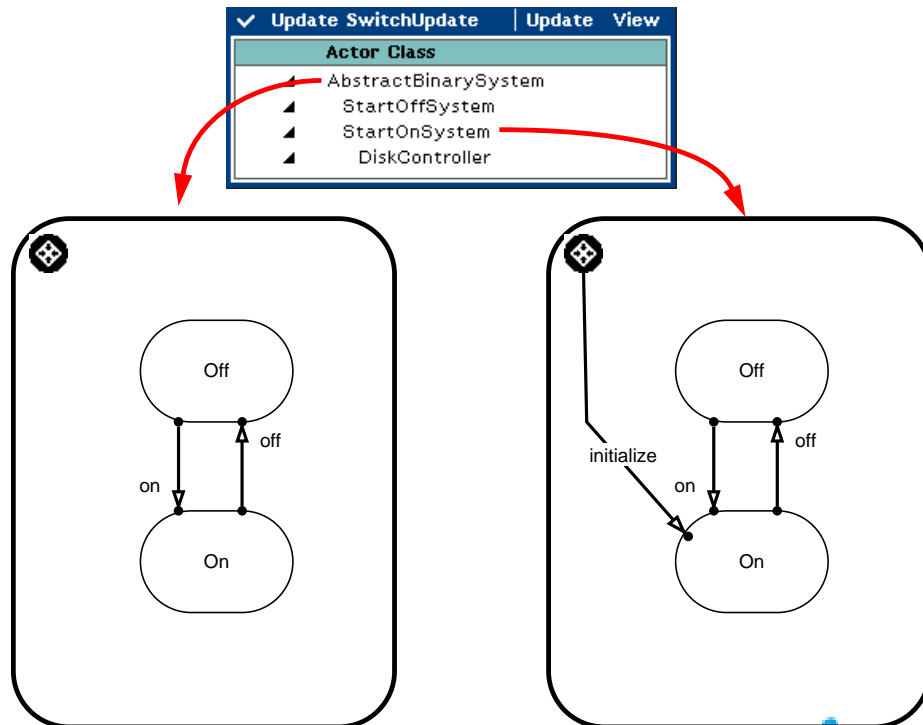 ✓ Update SwitchUpdate | Update View
Actor Class
AbstractBinarySystem
StartOffSystem
StartOnSystem
DiskController
Off
off
on
On
Off
off
initialize
on
On